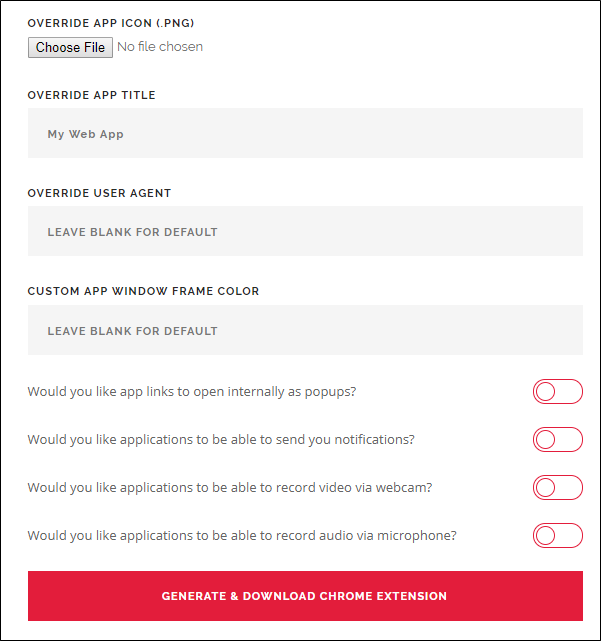 OVERRIDE APP ICON (.PNG)
Choose File No file chosen
OVERRIDE APP TITLE
My Web App
OVERRIDE USER AGENT
LEAVE BLANK FOR DEFAULT
CUSTOM APP WINDOW FRAME COLOR
LEAVE BLANK FOR DEFAULT
Would you like app links to open internally as popups?
Would you like applications to be able to send you notifications?
Would you like applications to be able to record video via webcam?
Would you like applications to be able to record audio via microphone?
GENERATE & DOWNLOAD CHROME EXTENSION